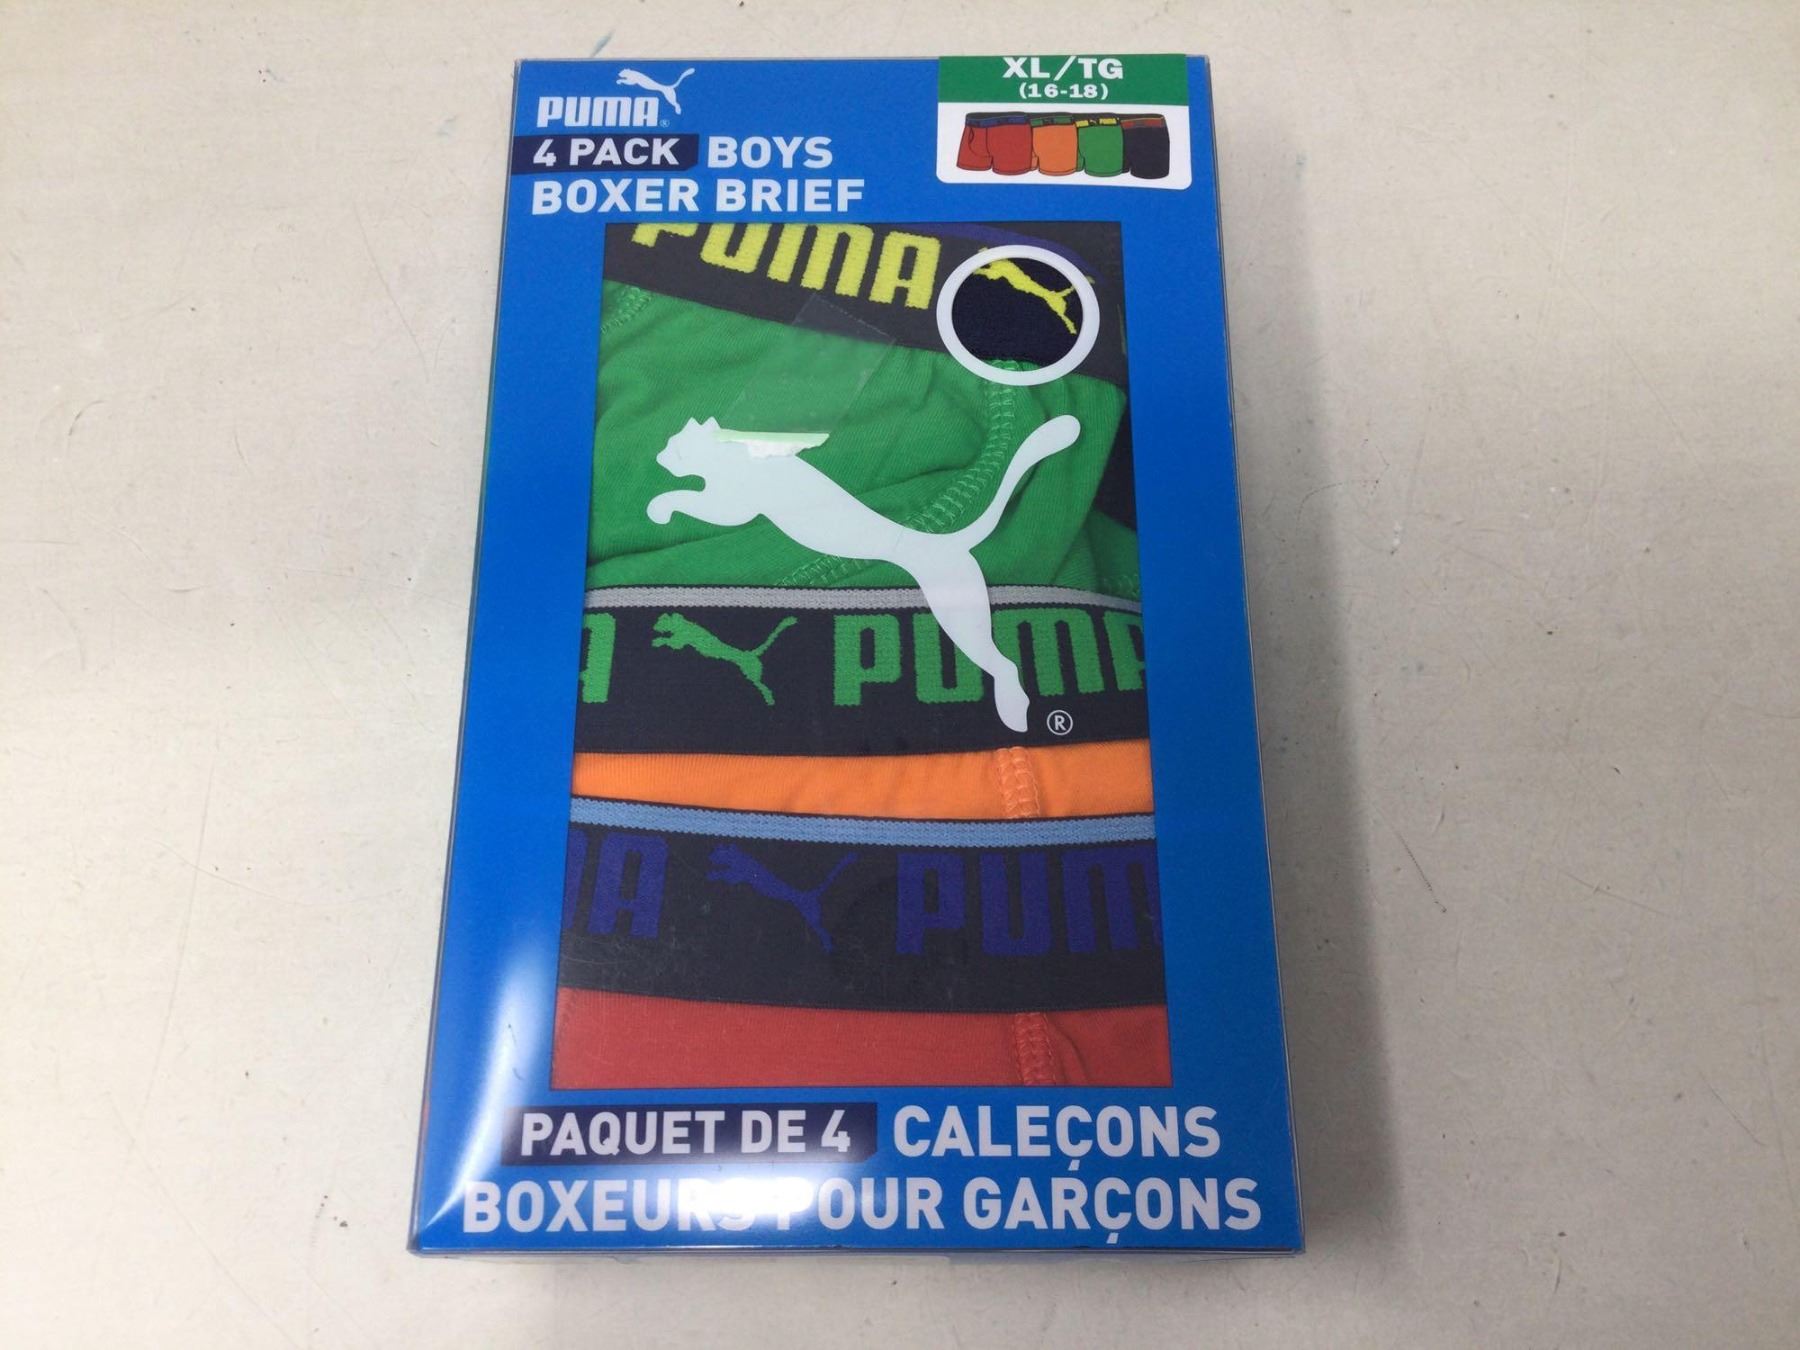 PUMA®
4 PACK BOYS
BOXER BRIEF
XL/TG
(16-18)
PUMA
PUMA
®
PUMA
PAQUET DE 4 CALEÇONS
BOXEURS POUR GARÇONS